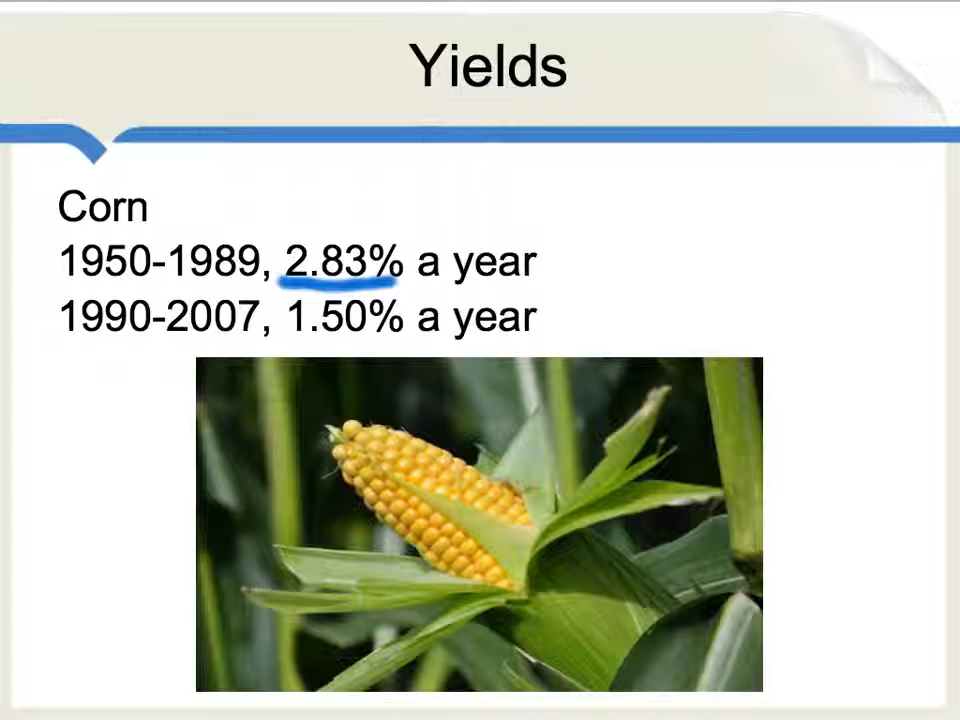 Yields
Corn
1950-1989, 2.83% a year
1990-2007, 1.50% a year